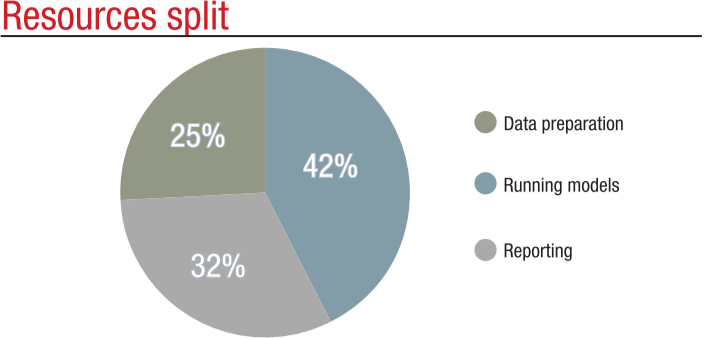 Resources split
25%
42%
32%
Data preparation
Running models
Reporting